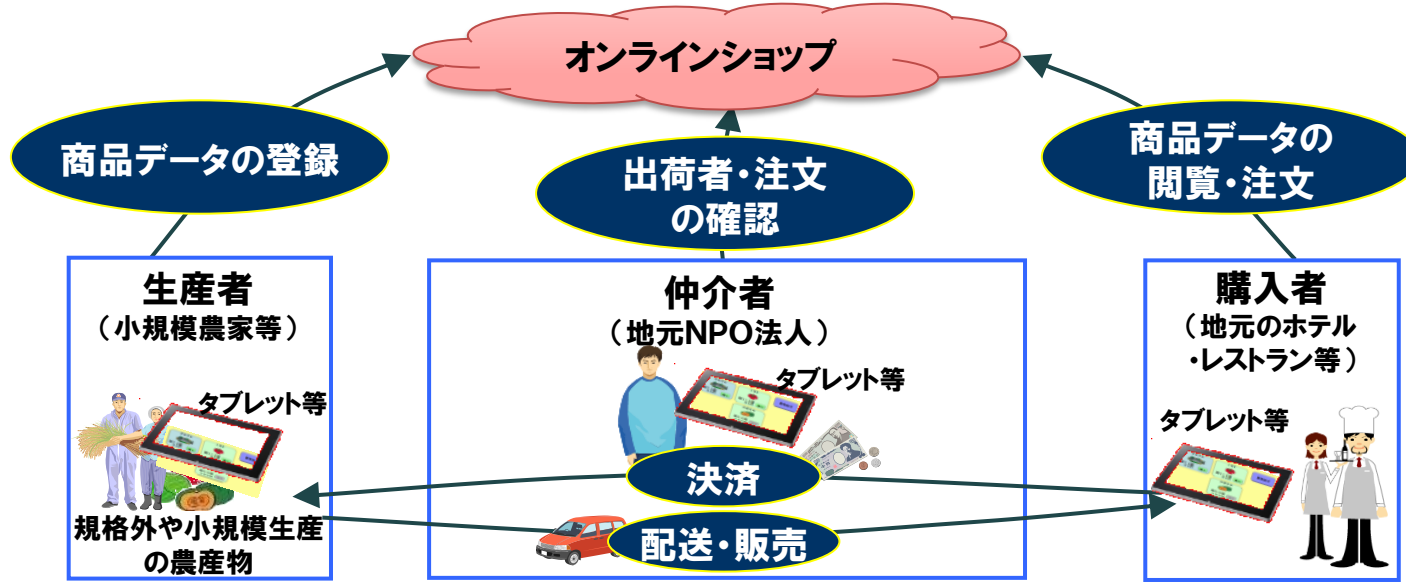 オンラインショップ
商品データの登録
出荷者・注文
の確認
商品データの
閲覧・注文
生産者
（小規模農家等）
タブレット等
規格外や小規模生産
の農産物
仲介者
（地元NPO法人）
タブレット等
決済
配送・販売
購入者
（地元のホテル
・レストラン等）
タブレット等